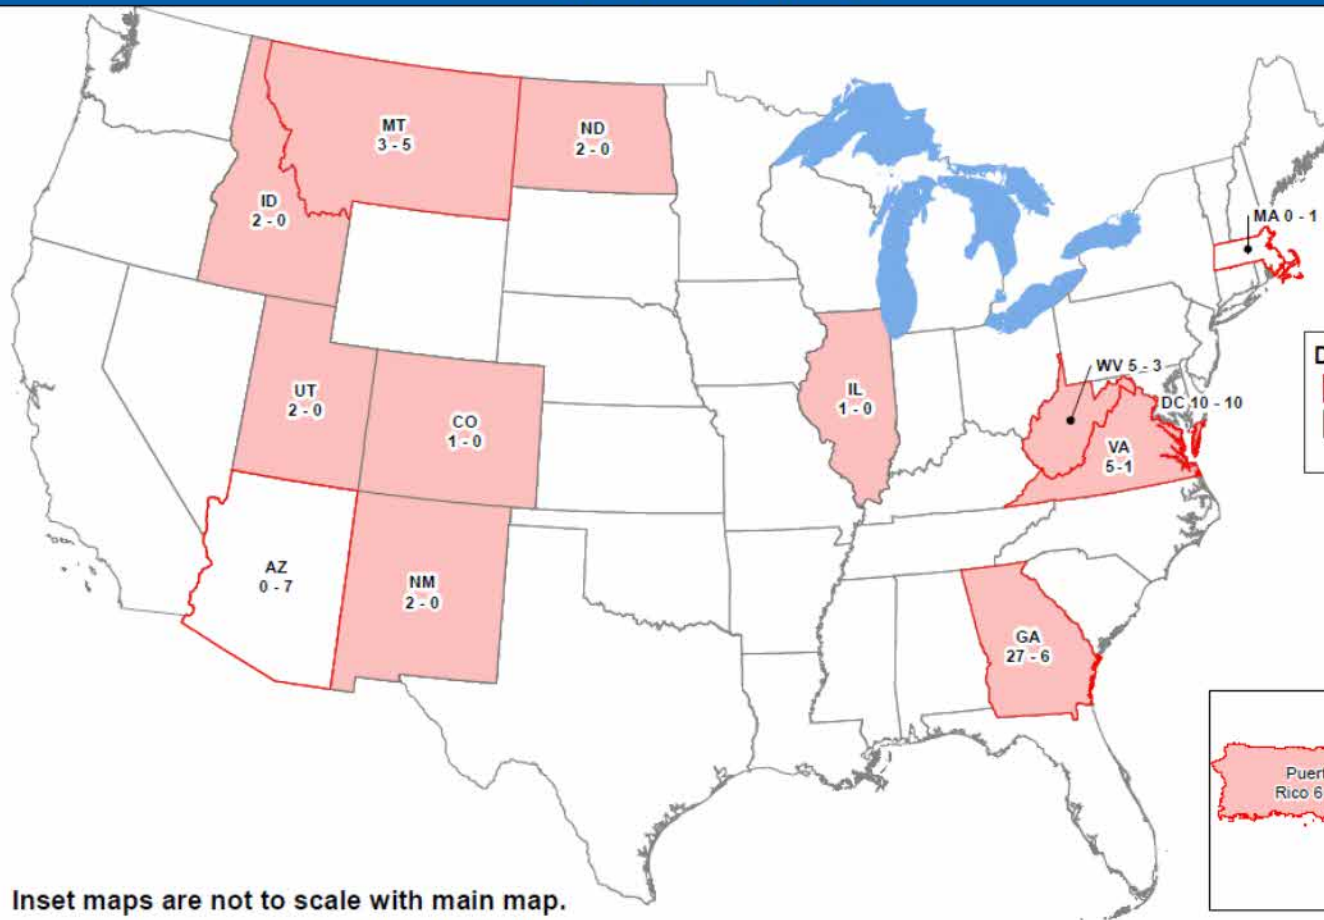 MT
3 - 5
ND
2 - 0
ID
2 - 0
MA 0 - 1
UT
2 - 0
CO
1 - 0
IL
1 - 0
WV 5 - 3
DC 10 - 10
VA
5-1
AZ
0 - 7
NM
2 - 0
GA
27 - 6
Rico 6
Inset maps are not to scale with main map.